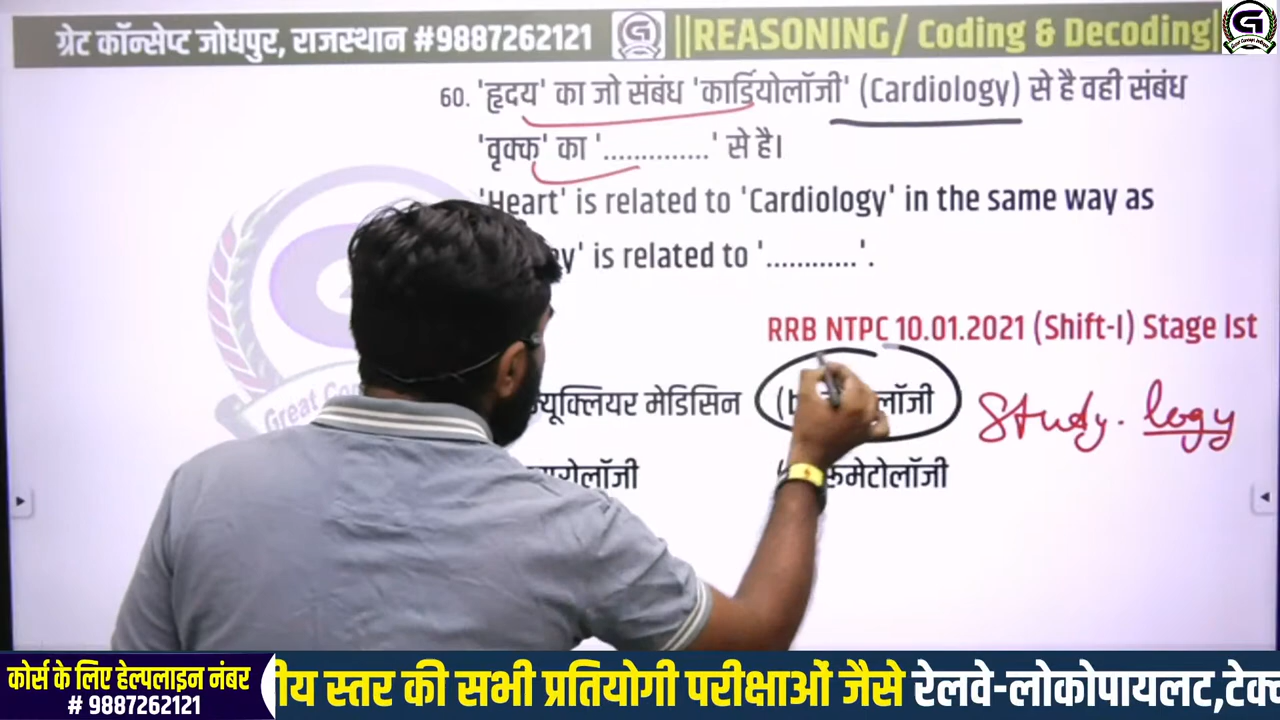 ग्रेट कॉन्सेप्ट जोधपुर, राजस्थान #9887262121 ||REASONING/ Coding & Decoding||
60. 'हृदय' का जो संबंध 'कार्डियोलॉजी' (Cardiology) से है वही संबंध
'वृक्क' का '..............' से है।
'Heart' is related to 'Cardiology' in the same way as
is related to '............'.
RRB NTPC 10.01.2021 (Shift-I) Stage Ist
न्यूक्लियर मेडिसिन
Study. logy
कोर्स के लिए हेल्पलाइन नंबर
# 9887262121
स्तर की सभी प्रतियोगी परीक्षाओं जैसे रेलवे-लोकोपायलट,
Great